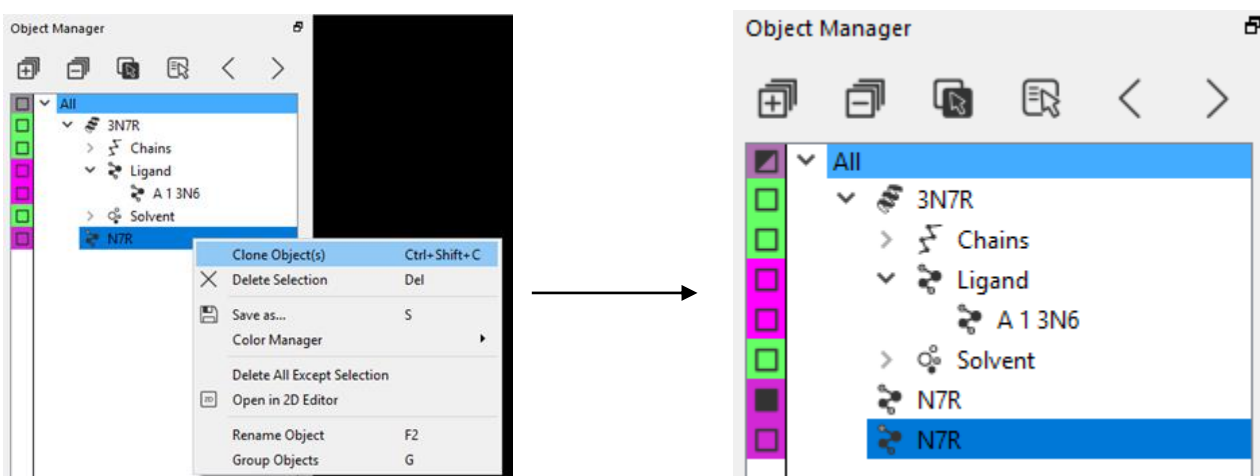 Object Manager
All
3N7R
Chains
Ligand
A 1 3N6
Solvent
N7R
Clone Object(s) Ctrl+Shift+C
Delete Selection Del
Save as... S
Color Manager
Delete All Except Selection
2D Open in 2D Editor
Rename Object F2
Group Objects G
Object Manager
All
3N7R
Chains
Ligand
A 1 3N6
Solvent
N7R
N7R